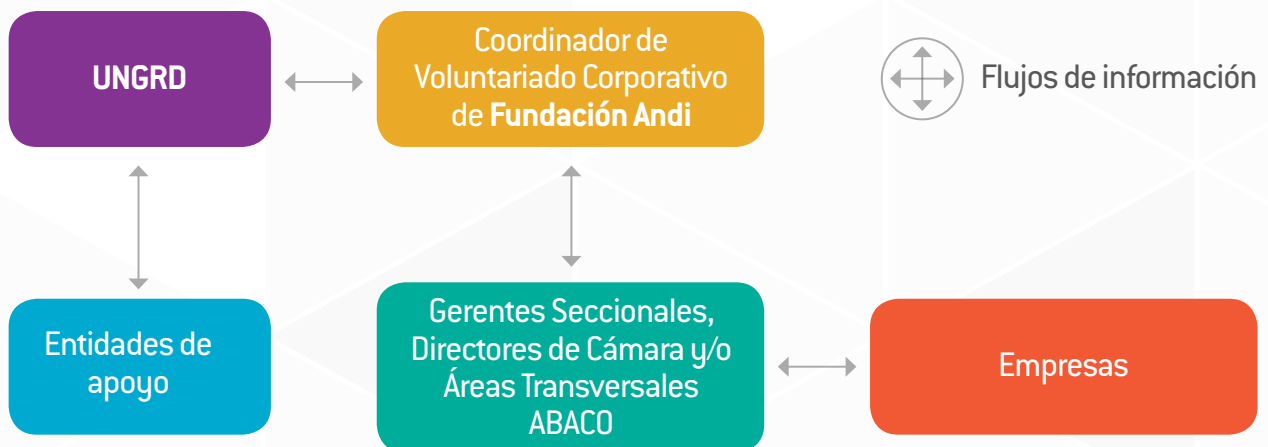 UNGRD
Coordinador de
Voluntariado Corporativo
de Fundación Andi
Flujos de información
Entidades de
apoyo
Gerentes Seccionales,
Directores de Cámara y/o
Áreas Transversales
ABACO
Empresas